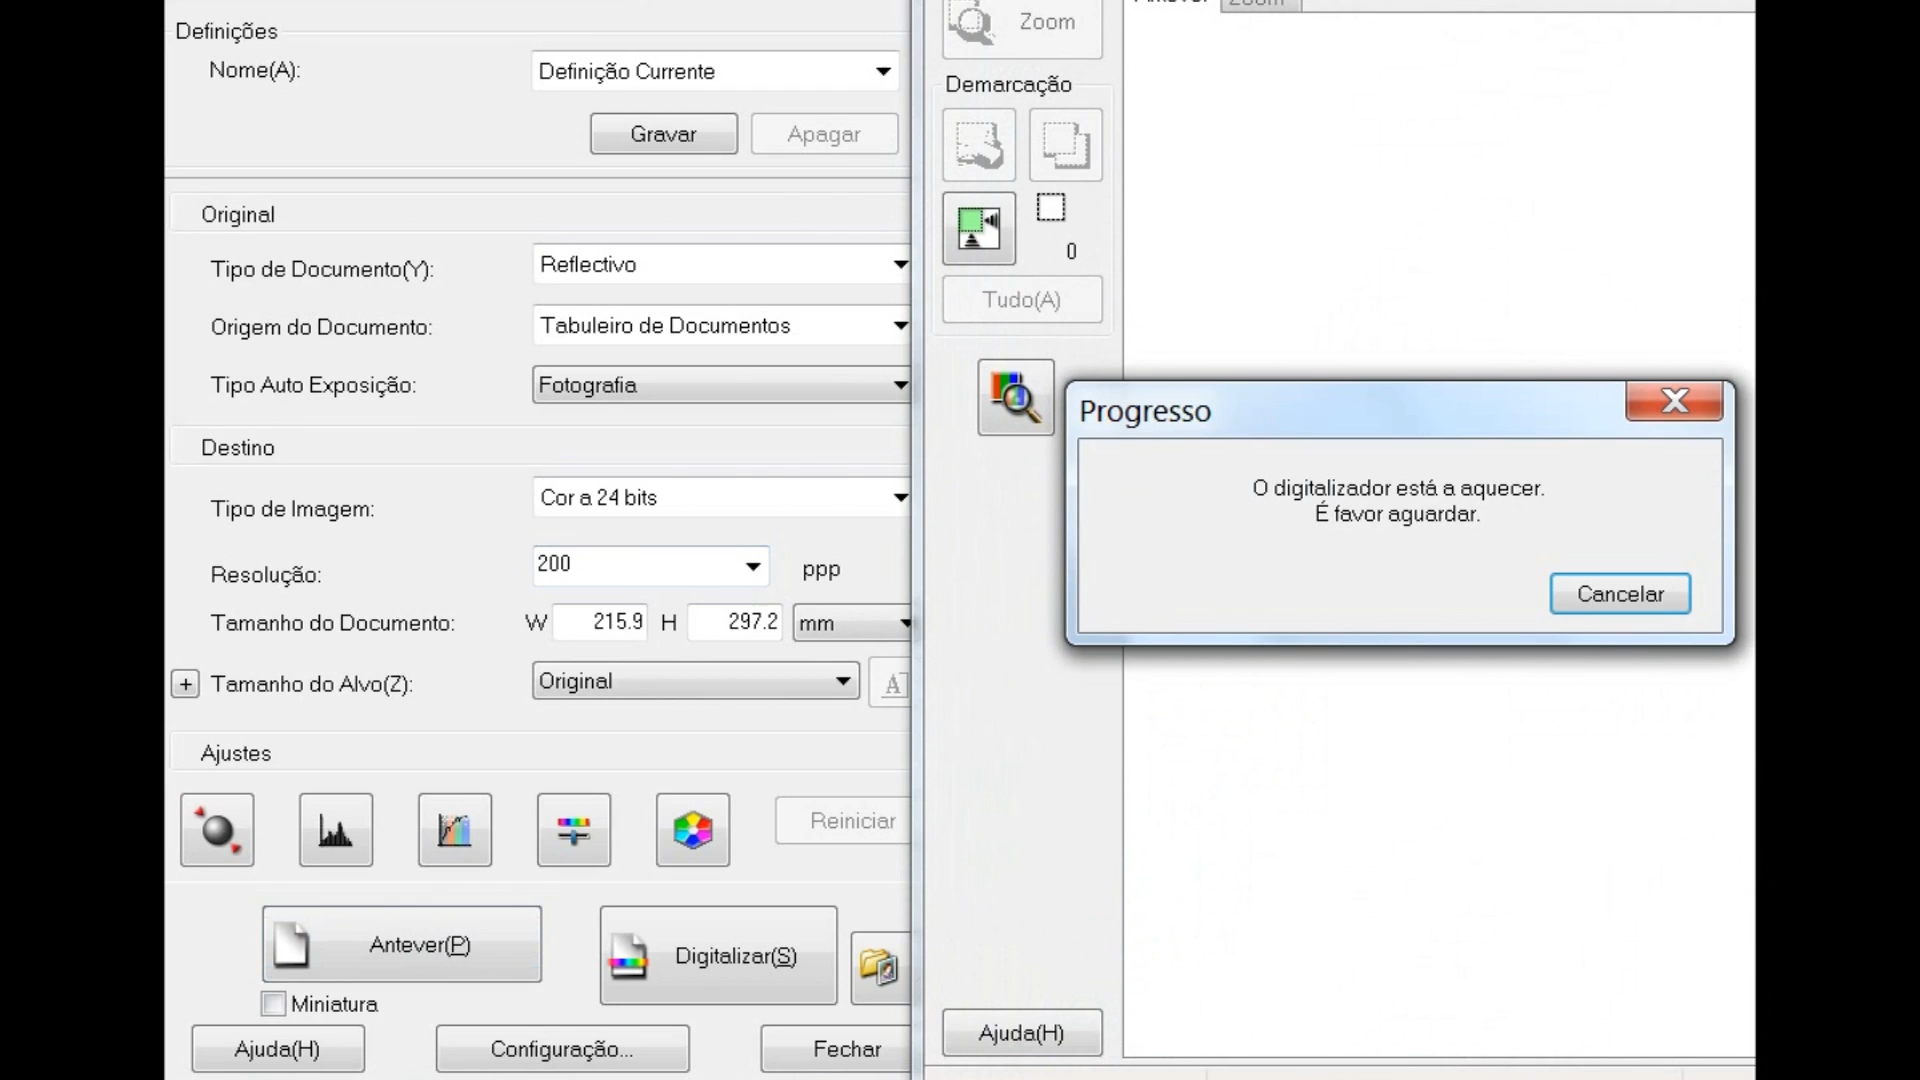 Definições
Nome(A):
Definição Currente
Gravar
Apagar
Original
Tipo de Documento(Y):
Reflectivo
Origem do Documento:
Tabuleiro de Documentos
Tipo Auto Exposição:
Fotografia
Destino
Tipo de Imagem:
Cor a 24 bits
Resolução:
200
ppp
Tamanho do Documento:
W 215.9 H 297.2 mm
+ Tamanho do Alvo(Z):
Original
A
Ajustes
Reiniciar
Antever(P)
Digitalizar(S)
Miniatura
Ajuda(H)
Configuração...
Fechar
Zoom
Demarcação
0
Tudo(A)
Ajuda(H)
Antever
Zoom
Progresso
O digitalizador está a aquecer.
É favor aguardar.
Cancelar